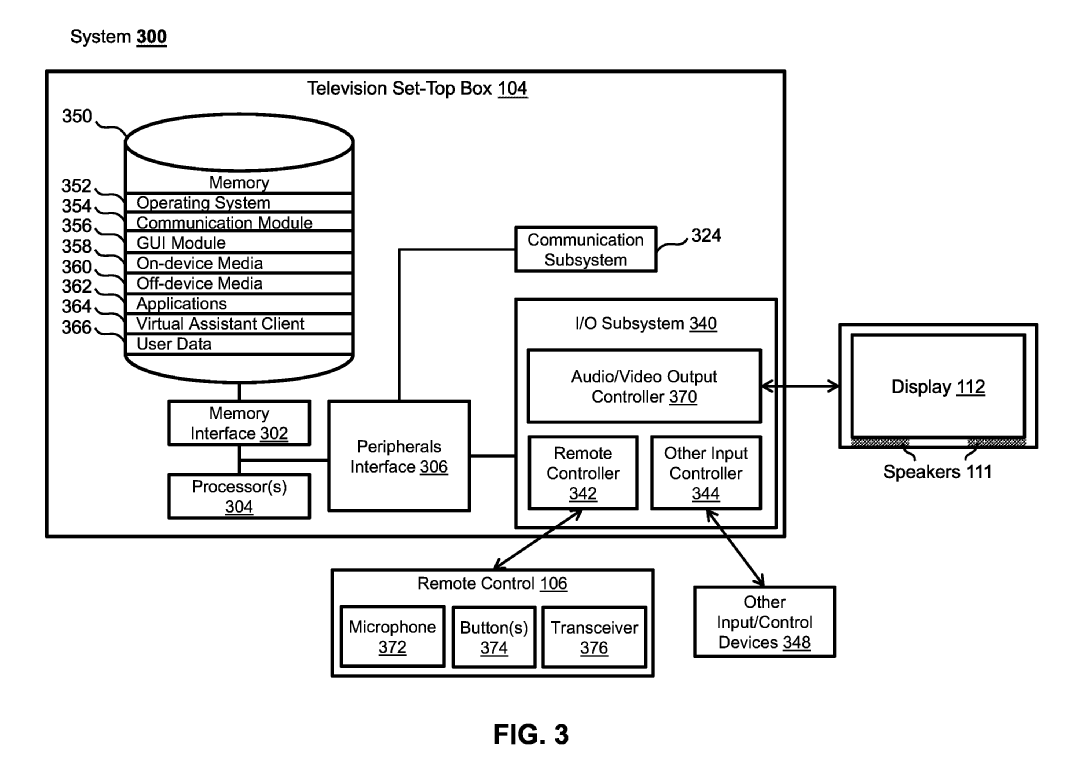 System 300
Television Set-Top Box 104
350
Memory
352
Operating System
354
Communication Module
356
GUI Module
358
On-device Media
360
Off-device Media
362
Applications
364
Virtual Assistant Client
366
User Data
Memory
Interface 302
Processor(s)
304
Peripherals
Interface 306
Communication
Subsystem
324
I/O Subsystem 340
Audio/Video Output
Controller 370
Remote
Controller
342
Other Input
Controller
344
Display 112
Speakers 111
Remote Control 106
Microphone
372
Button(s)
374
Transceiver
376
Other
Input/Control
Devices 348
FIG. 3